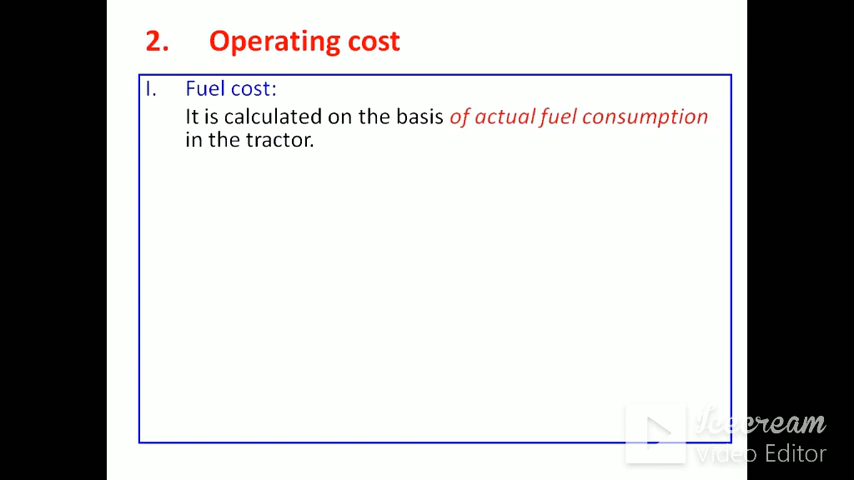 2. Operating cost
I. Fuel cost:
It is calculated on the basis of actual fuel consumption
in the tractor.
Icecream
Video Editor